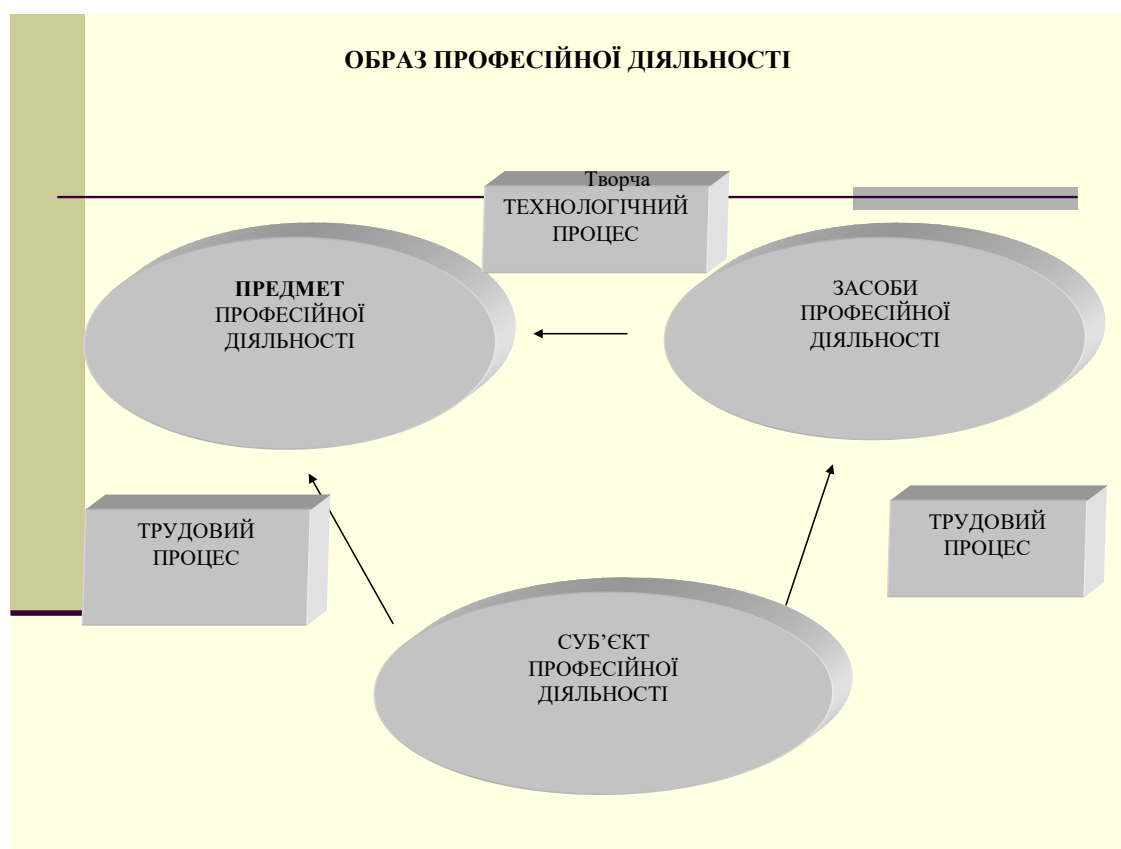 ОБРАЗ ПРОФЕСІЙНОЇ ДІЯЛЬНОСТІ
Творча
ТЕХНОЛОГІЧНИЙ
ПРОЦЕС
ПРЕДМЕТ
ПРОФЕСІЙНОЇ
ДІЯЛЬНОСТІ
ЗАСОБИ
ПРОФЕСІЙНОЇ
ДІЯЛЬНОСТІ
ТРУДОВИЙ
ПРОЦЕС
ТРУДОВИЙ
ПРОЦЕС
СУБ’ЄКТ
ПРОФЕСІЙНОЇ
ДІЯЛЬНОСТІ